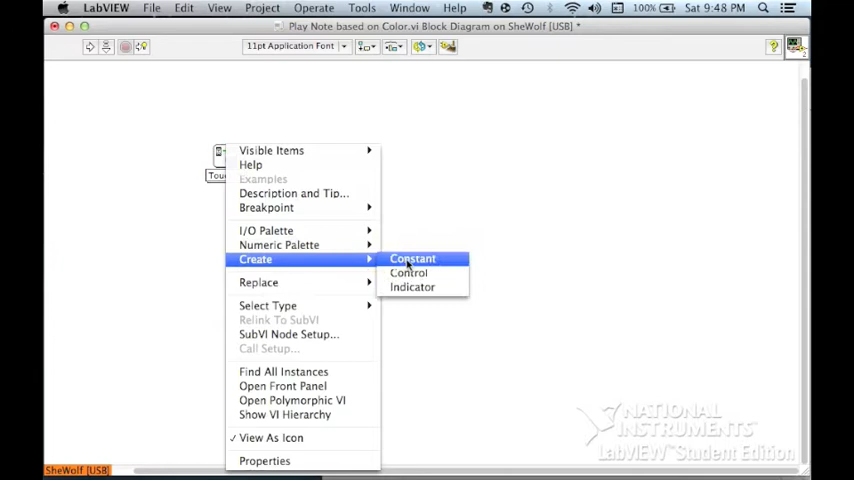 LabVIEW File Edit View Project Operate Tools Window Help 100% Sat 9:48 PM
Play Note based on Color.vi Block Diagram on SheWolf [USB] *
11pt Application Font
Visible Items
Help
Examples
Description and Tip...
Breakpoint
I/O Palette
Numeric Palette
Create
Constant
Control
Indicator
Replace
Select Type
Relink To SubVI
SubVI Node Setup...
Call Setup...
Find All Instances
Open Front Panel
Open Polymorphic VI
Show VI Hierarchy
✓ View As Icon
Properties
Tou
NATIONAL
INSTRUMENTS
LabVIEW™ Student Edition
SheWolf [USB]